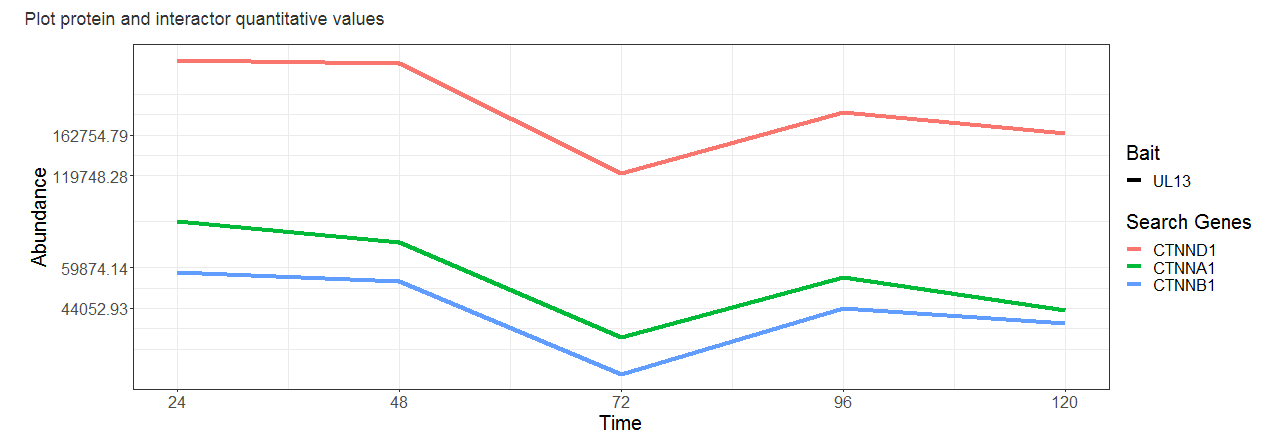 Plot protein and interactor quantitative values
162754.79
119748.28
59874.14
44052.93
Abundance
24 48 72 96 120
Time
Bait
UL13
Search Genes
CTNND1
CTNNA1
CTNNB1